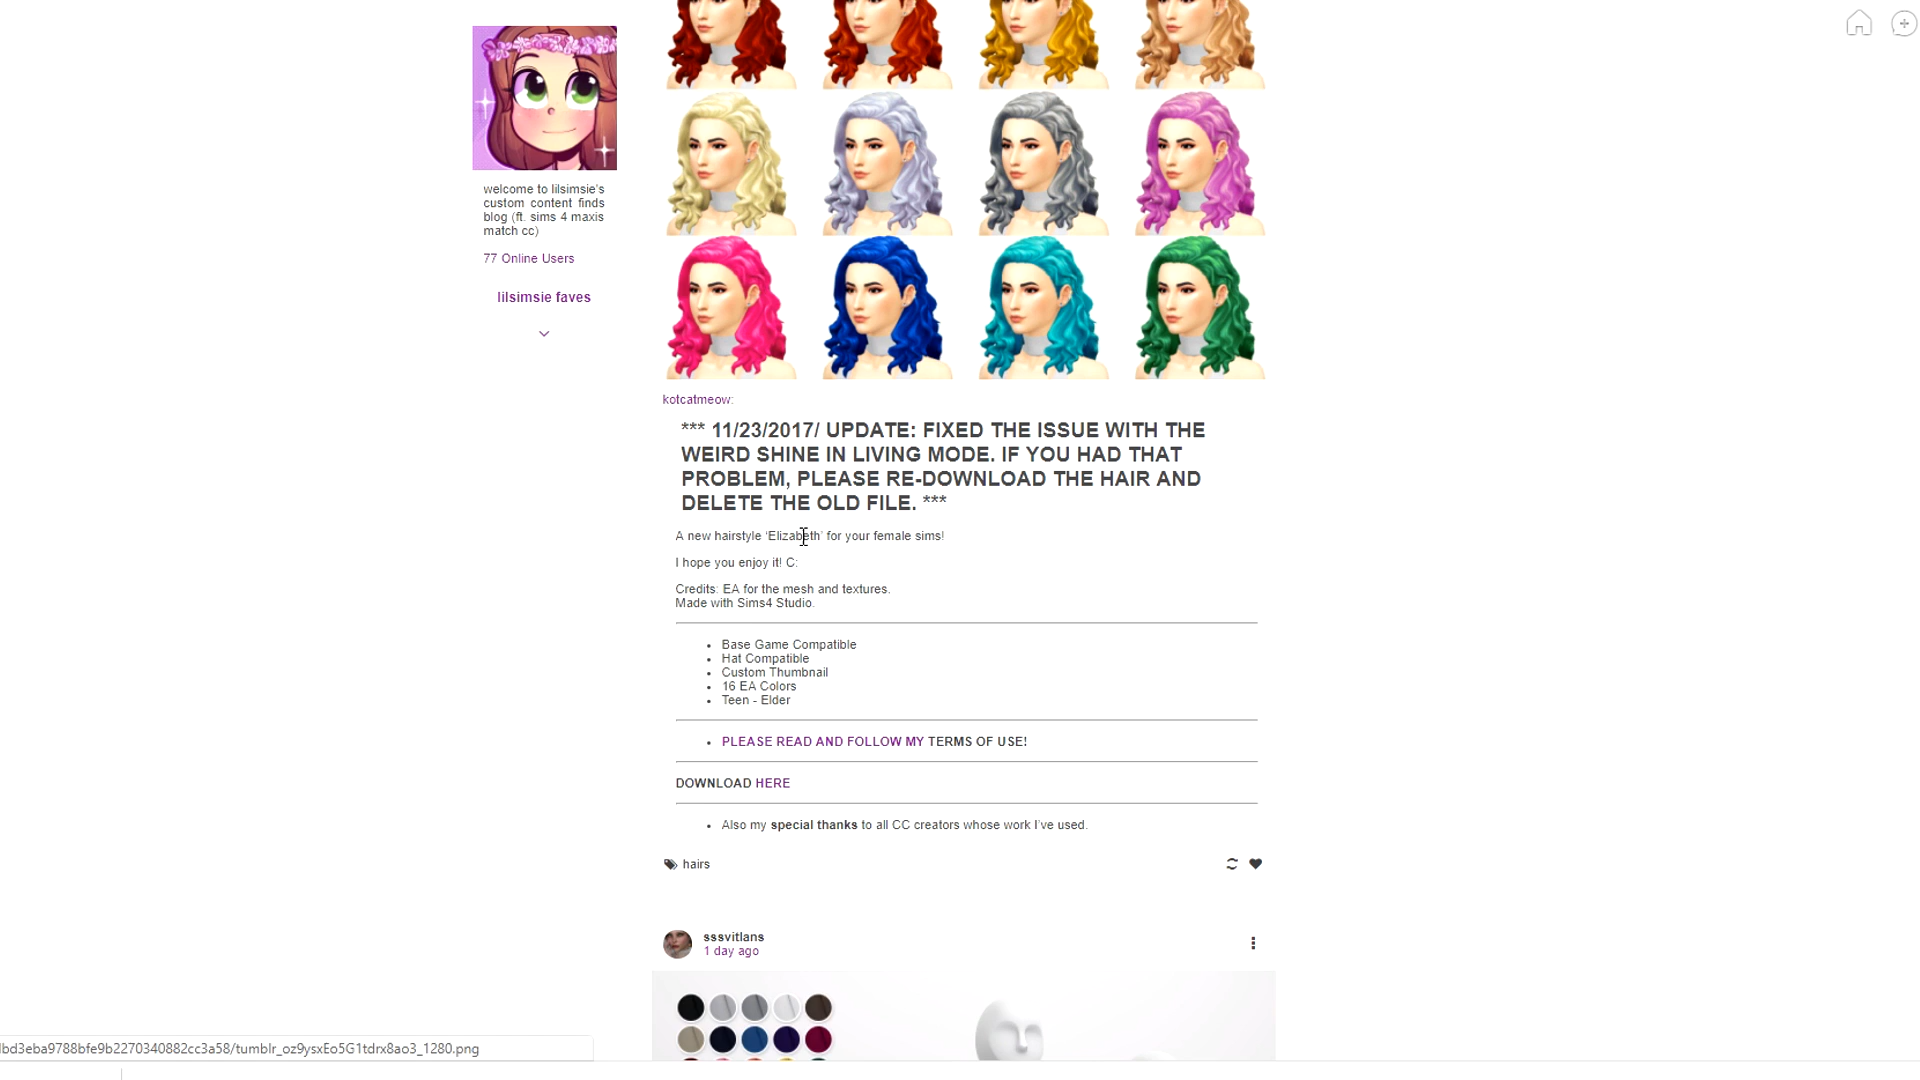 welcome to lilsimsie's
custom content finds
blog (ft. sims 4 maxis
match cc)
77 Online Users
lilsimsie faves
kotcatmeow:
*** 11/23/2017/ UPDATE: FIXED THE ISSUE WITH THE
WEIRD SHINE IN LIVING MODE. IF YOU HAD THAT
PROBLEM, PLEASE RE-DOWNLOAD THE HAIR AND
DELETE THE OLD FILE. ***
A new hairstyle ‘Elizabeth’ for your female sims!
I hope you enjoy it! C:
Credits: EA for the mesh and textures.
Made with Sims4 Studio.
• Base Game Compatible
• Hat Compatible
• Custom Thumbnail
• 16 EA Colors
• Teen - Elder
• PLEASE READ AND FOLLOW MY TERMS OF USE!
DOWNLOAD HERE
• Also my special thanks to all CC creators whose work I’ve used.
hairs
sssvitlans
1 day ago
lbd3eba9788bfe9b2270340882cc3a58/tumblr_oz9ysxEo5G1tdrx8ao3_1280.png